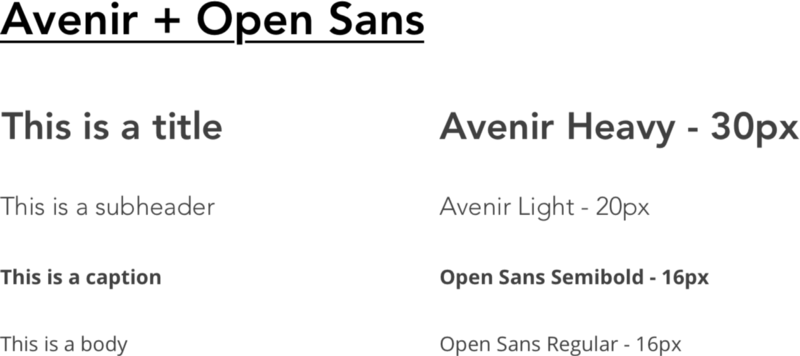 Avenir + Open Sans
This is a title Avenir Heavy - 30px
This is a subheader Avenir Light - 20px
This is a caption Open Sans Semibold - 16px
This is a body Open Sans Regular - 16px